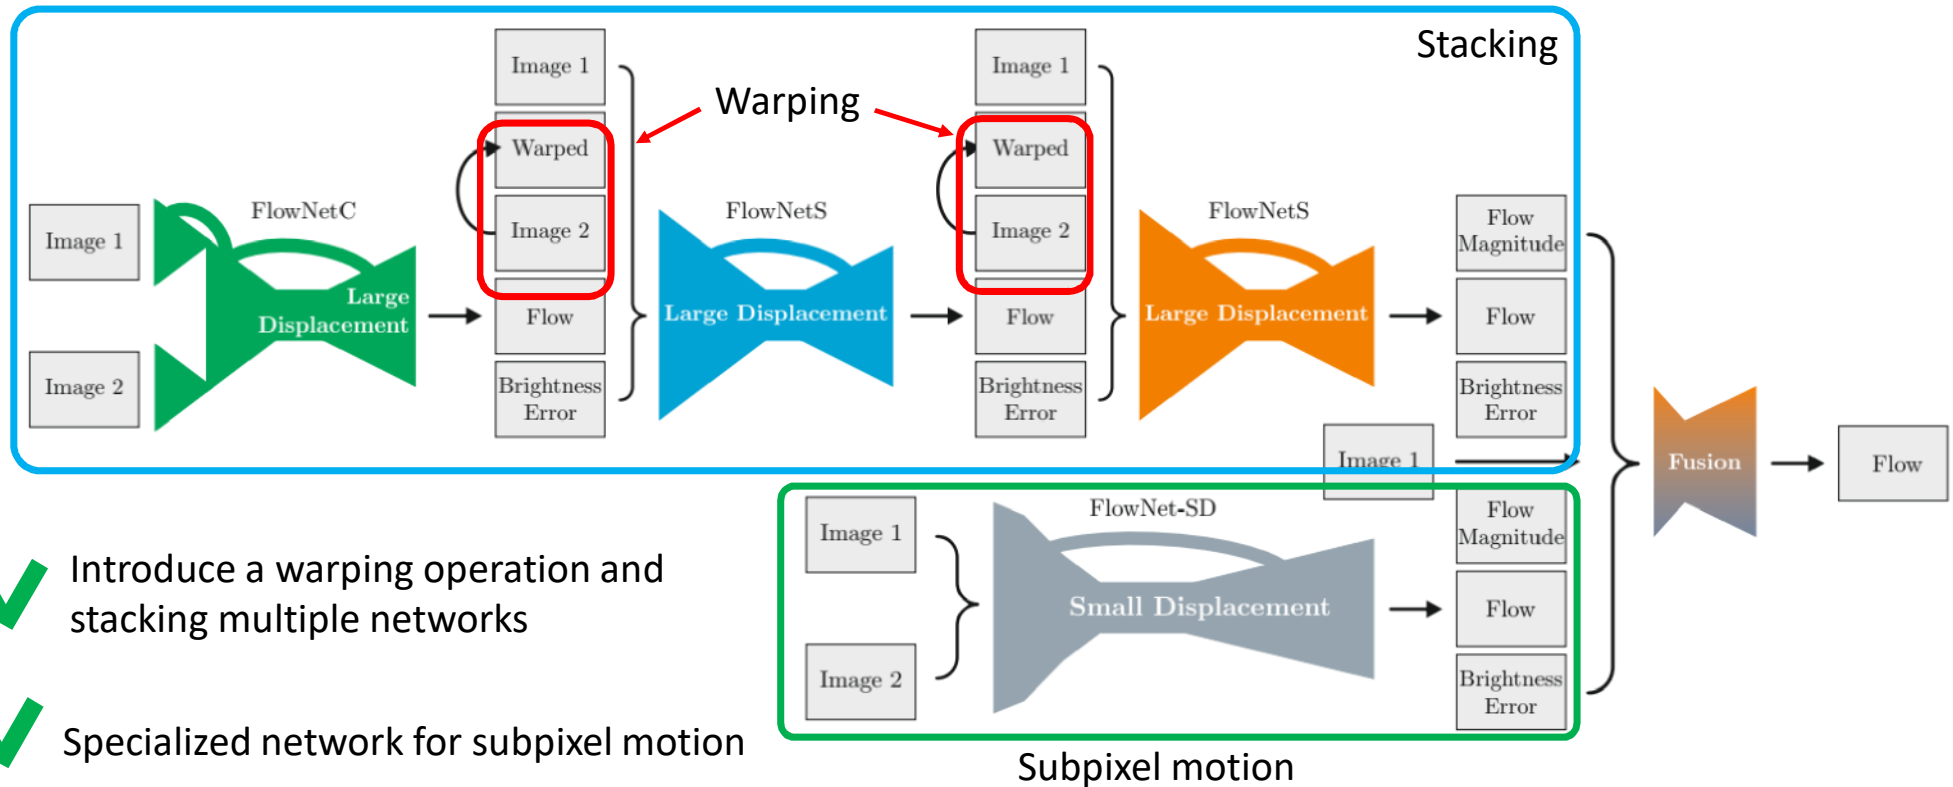 Stacking
Image 1
Image 1
Warping
Warped
Warped
FlowNetC
FlowNetS
FlowNetS
Image 1
Image 2
Image 2
Flow
Magnitude
Large
Displacement
Flow
Large Displacement
Flow
Large Displacement
Flow
Image 2
Brightness
Error
Brightness
Error
Brightness
Error
Image 1
Fusion
Flow
FlowNet-SD
Image 1
Flow
Magnitude
Small Displacement
Flow
Image 2
Brightness
Error
Subpixel motion
Introduce a warping operation and
stacking multiple networks
Specialized network for subpixel motion